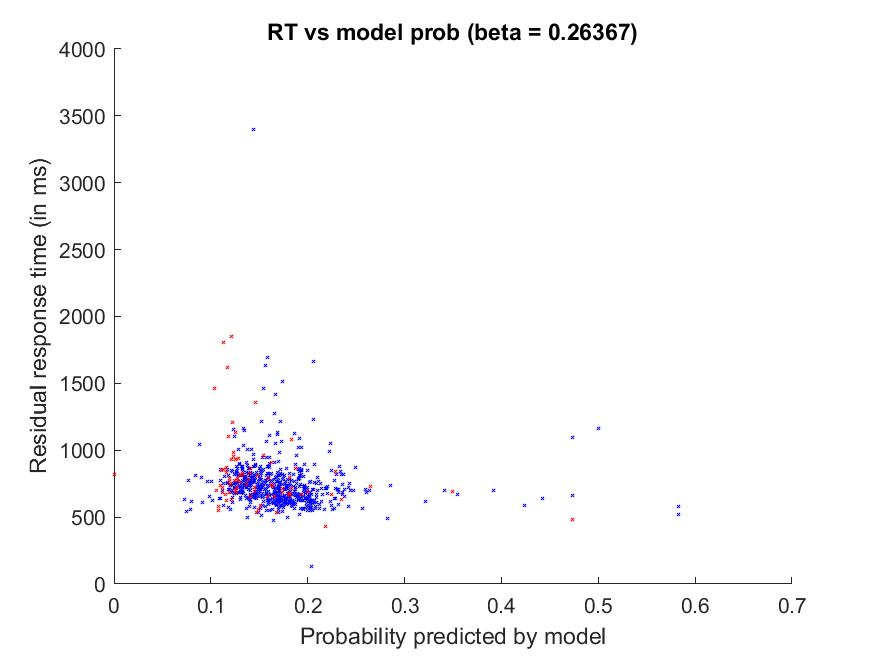 RT vs model prob (beta = 0.26367)
4000
3500
3000
2500
2000
1500
1000
500
0
Residual response time (in ms)
0 0.1 0.2 0.3 0.4 0.5 0.6 0.7
Probability predicted by model